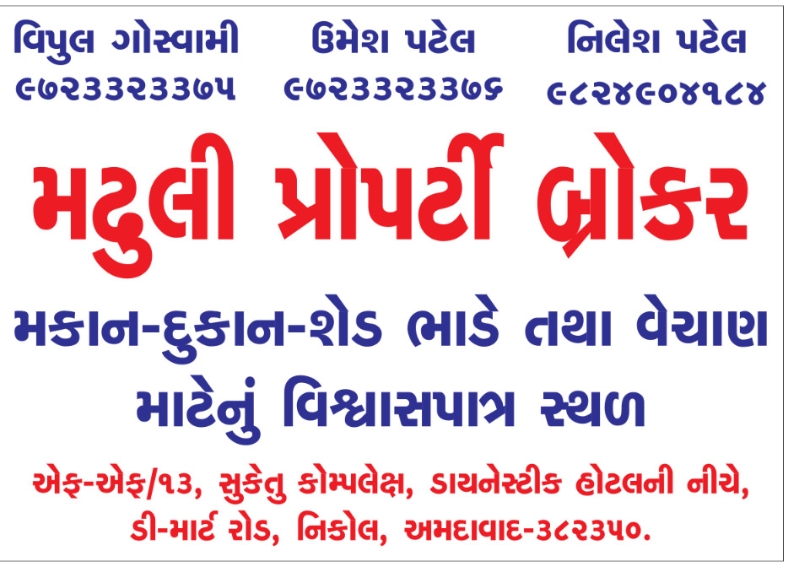 વિપુલ ગોસ્વામી ઉમેશ પટેલ નિલેશ પટેલ
૯૭૨૩૩૨૩૩૭૫ ૯૭૨૩૩૨૩૩૭૬ ૯૮૨૪૯૦૪૧૮૪
મટુલી પ્રોપર્ટી બ્રોકર
મકાન-દુકાન-શેડ ભાડે તથા વેચાણ
માટેનું વિશ્વાસપાત્ર સ્થળ
એફ-એફ/૧૩, સુકેતુ કોમ્પલેક્ષ, ડાયનેસ્ટીક હોટલની નીચે,
ડી-માર્ટ રોડ, નિકોલ, અમદાવાદ-૩૮૨૩૫૦.